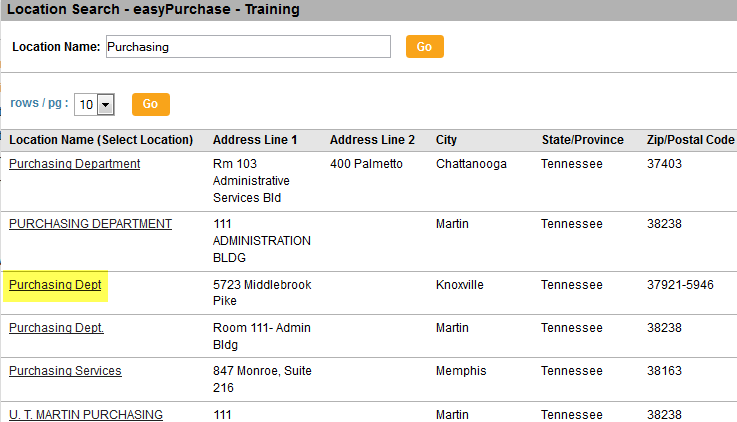 Location Search - easyPurchase - Training
Location Name: Purchasing Go
rows / pg : 10 Go
Location Name (Select Location) Address Line 1 Address Line 2 City State/Province Zip/Postal Code
Purchasing Department Rm 103 400 Palmetto Chattanooga Tennessee 37403
Administrative
Services Bld
PURCHASING DEPARTMENT 111 Martin Tennessee 38238
ADMINISTRATION
BLDG
Purchasing Dept 5723 Middlebrook Knoxville Tennessee 37921-5946
Pike
Purchasing Dept. Room 111- Admin Martin Tennessee 38238
Bldg
Purchasing Services 847 Monroe, Suite Memphis Tennessee 38163
216
U. T. MARTIN PURCHASING 111 Martin Tennessee 38238